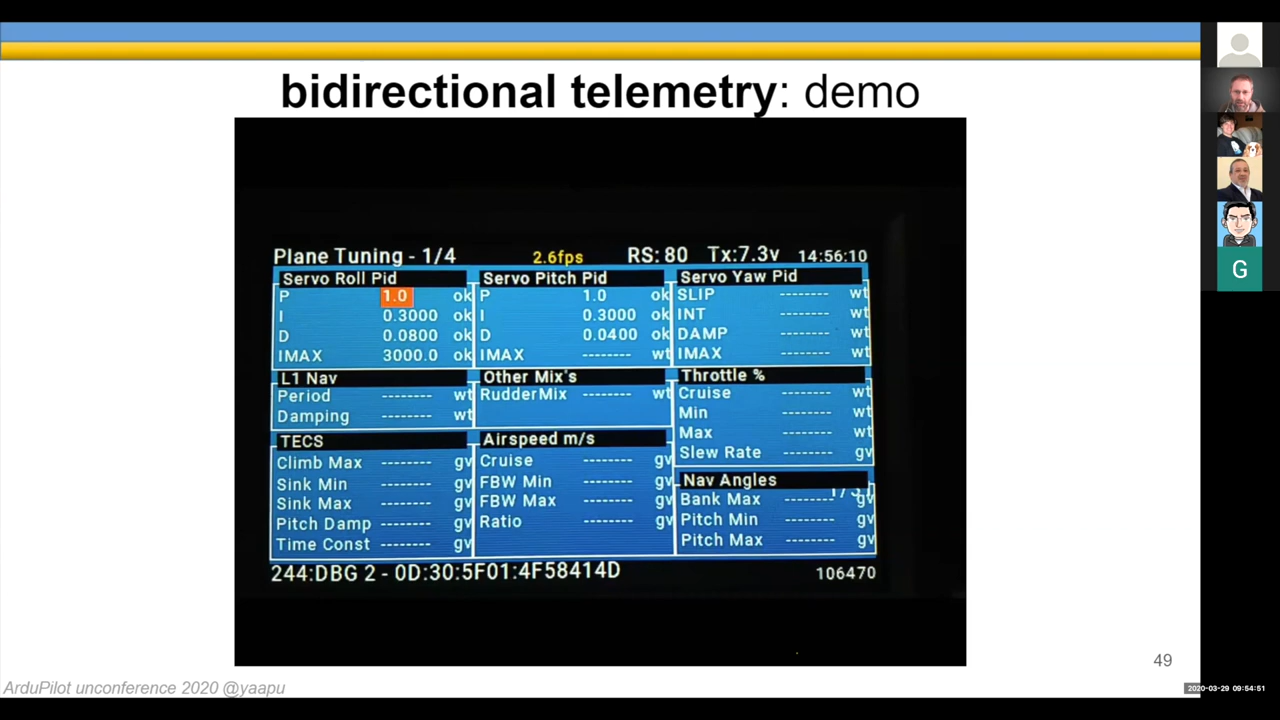 bidirectional telemetry: demo
Plane Tuning - 1/4 2.6fps RS:80 Tx:7.3v 14:56:10
Servo Roll Pid
P 1.0 ok
I 0.3000 ok
D 0.0800 ok
IMAX 3000.0 ok
Servo Pitch Pid
P 1.0 ok
I 0.3000 ok
D 0.0400 ok
IMAX -------- wt
Servo Yaw Pid
SLIP -------- wt
INT -------- wt
DAMP -------- wt
IMAX -------- wt
L1 Nav
Period -------- wt
Damping -------- wt
Other Mix's
RudderMix -------- wt
Throttle %
Cruise -------- wt
Min -------- wt
Max -------- wt
Slew Rate -------- gv
TECS
Climb Max -------- gv
Sink Min -------- gv
Sink Max -------- gv
Pitch Damp -------- gv
Time Const -------- gv
Airspeed m/s
Cruise -------- gv
FBW Min -------- gv
FBW Max -------- gv
Ratio -------- gv
Nav Angles
Bank Max -------- gv
Pitch Min -------- gv
Pitch Max -------- gv
244:DBG 2 - 0D:30:5F01:4F58414D 106470
49
ArduPilot unconference 2020 @yaapu
G
2020-03-29 09:54:51